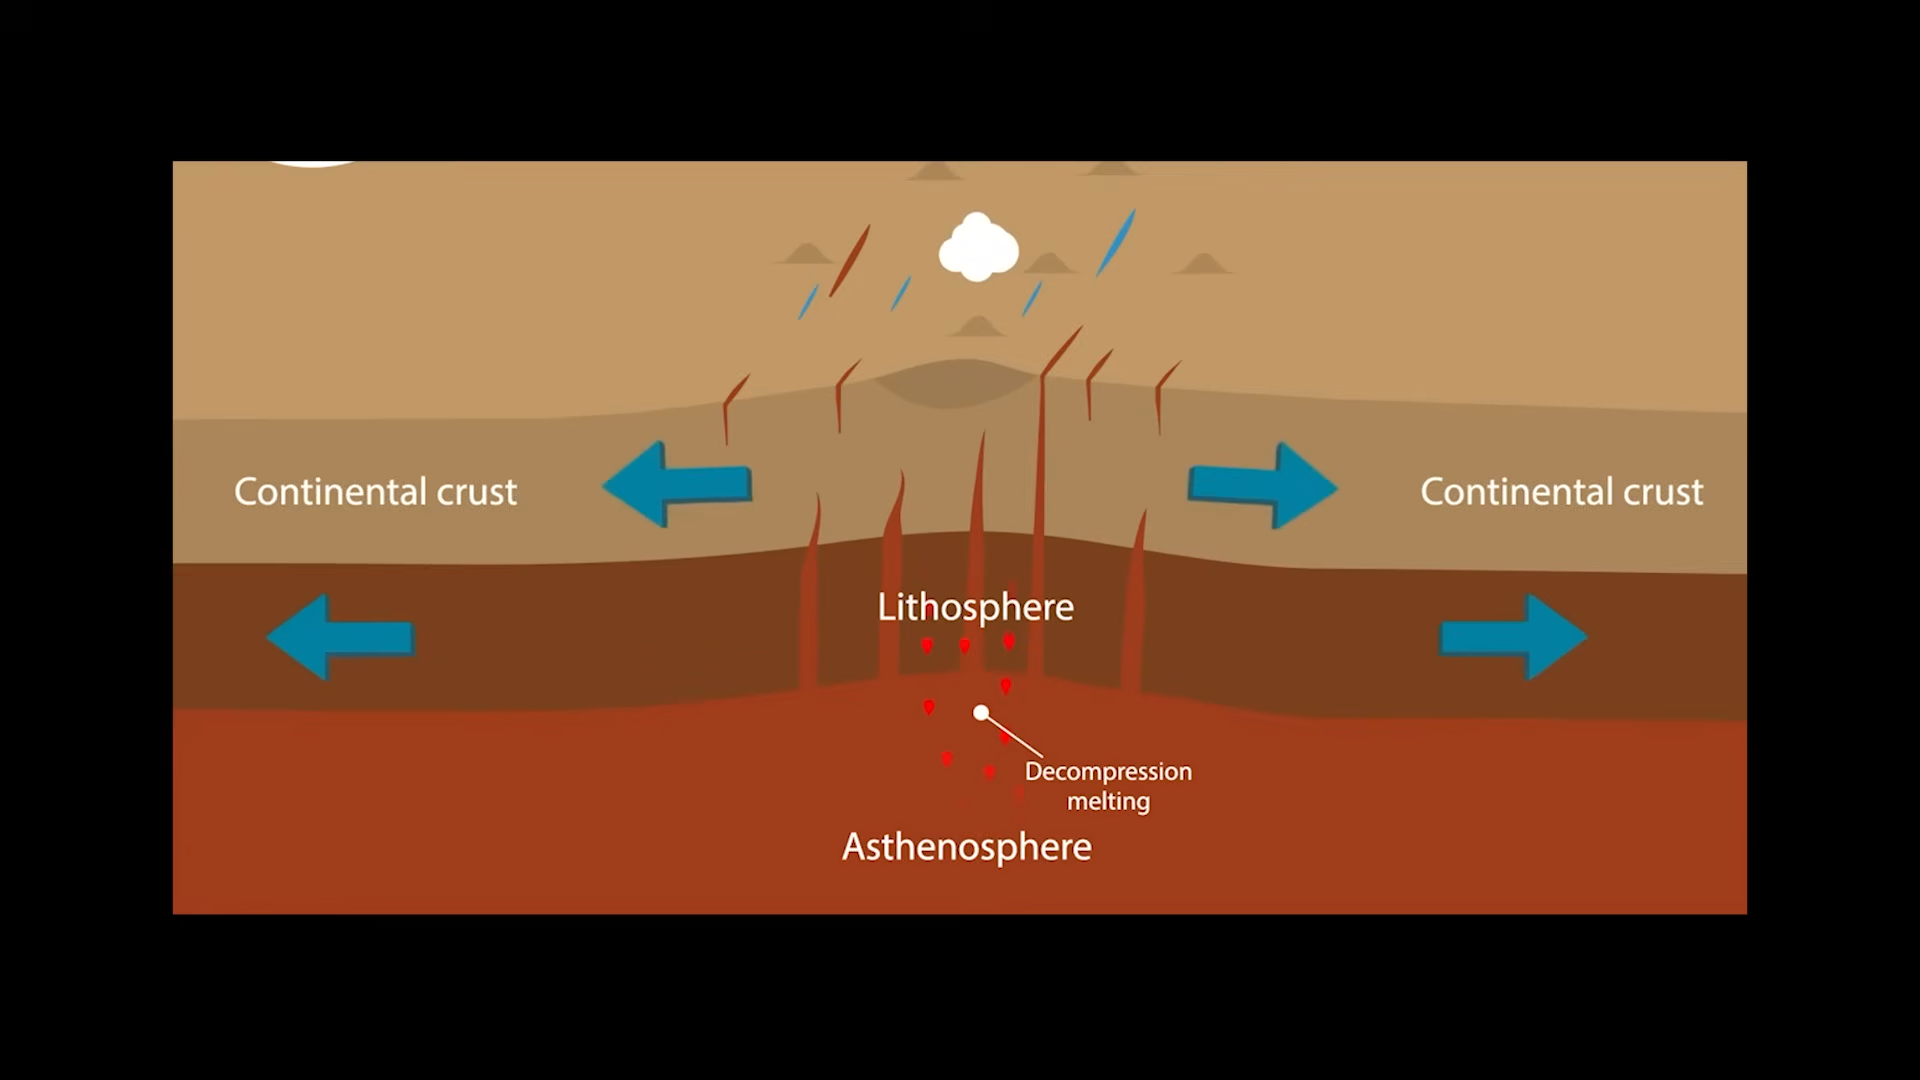 Continental crust
Continental crust
Lithosphere
Decompression
melting
Asthenosphere